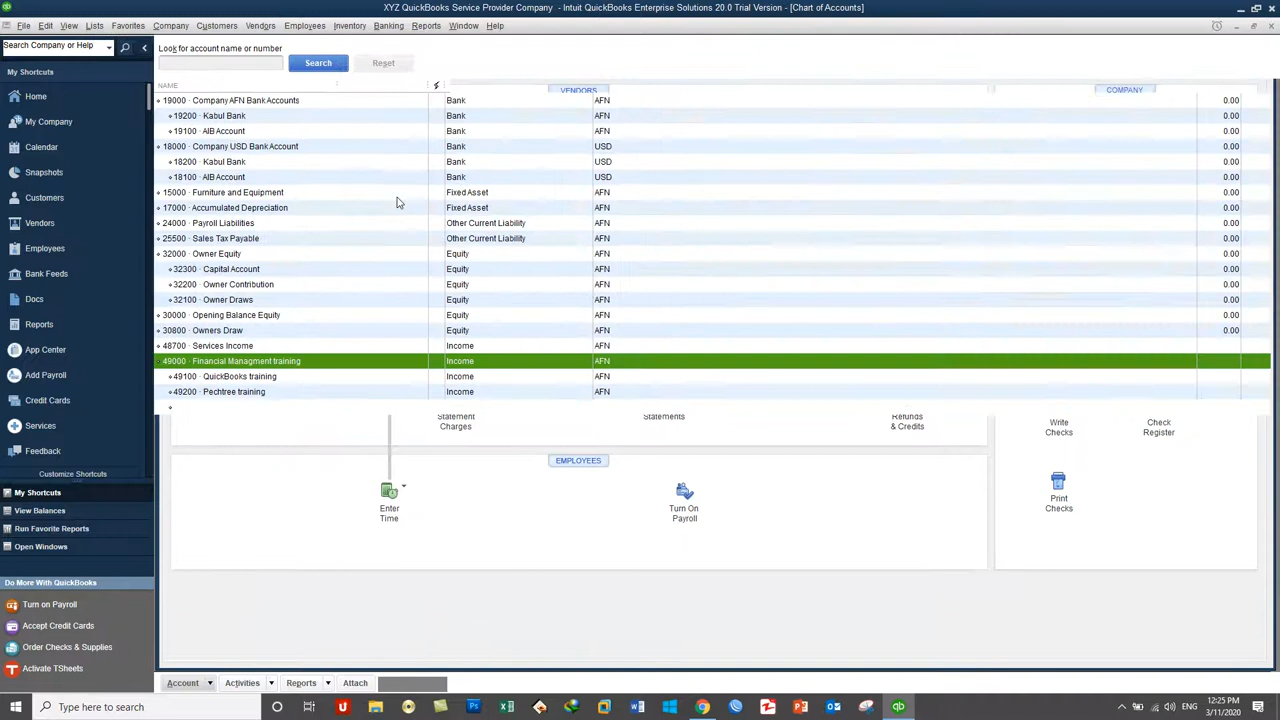 XYZ QuickBooks Service Provider Company - Intuit QuickBooks Enterprise Solutions 20.0 Trial Version - [Chart of Accounts]
File Edit View Lists Favorites Company Customers Vendors Employees Inventory Banking Reports Window Help
Search Company or Help
My Shortcuts
Home
My Company
Calendar
Snapshots
Customers
Vendors
Employees
Bank Feeds
Docs
Reports
App Center
Add Payroll
Credit Cards
Services
Feedback
Customize Shortcuts
My Shortcuts
View Balances
Run Favorite Reports
Open Windows
Do More With QuickBooks
Turn on Payroll
Accept Credit Cards
Order Checks & Supplies
Activate TSheets
Look for account name or number
Search Reset
NAME
VENDORS COMPANY
19000 · Company AFN Bank Accounts Bank AFN 0.00
19200 · Kabul Bank Bank AFN 0.00
19100 · AIB Account Bank AFN 0.00
18000 · Company USD Bank Account Bank USD 0.00
18200 · Kabul Bank Bank USD 0.00
18100 · AIB Account Bank USD 0.00
15000 · Furniture and Equipment Fixed Asset AFN 0.00
17000 · Accumulated Depreciation Fixed Asset AFN 0.00
24000 · Payroll Liabilities Other Current Liability AFN 0.00
25500 · Sales Tax Payable Other Current Liability AFN 0.00
32000 · Owner Equity Equity AFN 0.00
32300 · Capital Account Equity AFN 0.00
32200 · Owner Contribution Equity AFN 0.00
32100 · Owner Draws Equity AFN 0.00
30000 · Opening Balance Equity Equity AFN 0.00
30800 · Owners Draw Equity AFN 0.00
48700 · Services Income Income AFN
49000 · Financial Managment training Income AFN
49100 · QuickBooks training Income AFN
49200 · Pechtree training Income AFN
Statement Charges
Statements
Refunds & Credits
Write Checks
Check Register
EMPLOYEES
Enter Time
Turn On Payroll
Print Checks
Account Activities Reports Attach
Type here to search
12:25 PM
3/11/2020